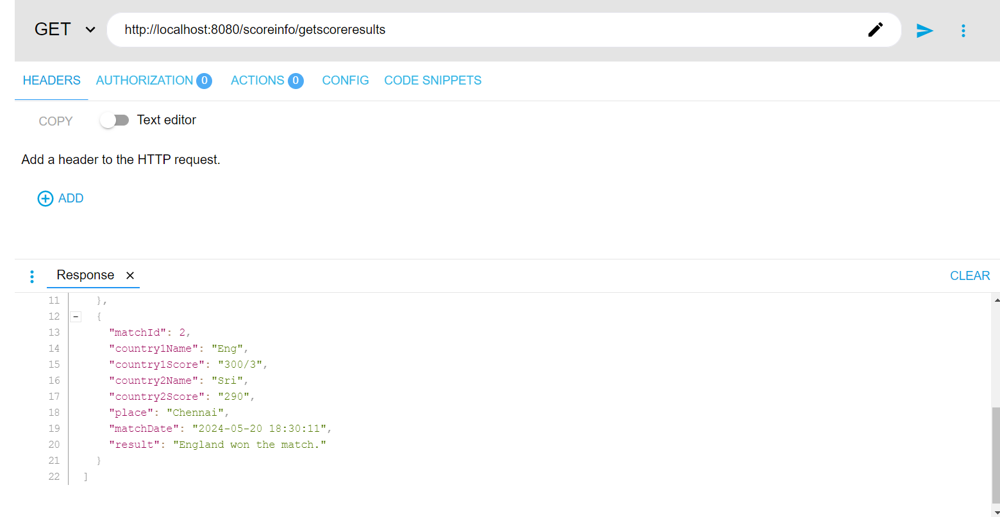 GET http://localhost:8080/scoreinfo/getscoreresults
HEADERS AUTHORIZATION 0 ACTIONS 0 CONFIG CODE SNIPPETS
COPY Text editor
Add a header to the HTTP request.
ADD
Response × CLEAR
11 },
12 - {
13 "matchId": 2,
14 "country1Name": "Eng",
15 "country1Score": "300/3",
16 "country2Name": "Sri",
17 "country2Score": "290",
18 "place": "Chennai",
19 "matchDate": "2024-05-20 18:30:11",
20 "result": "England won the match."
21 }
22 ]